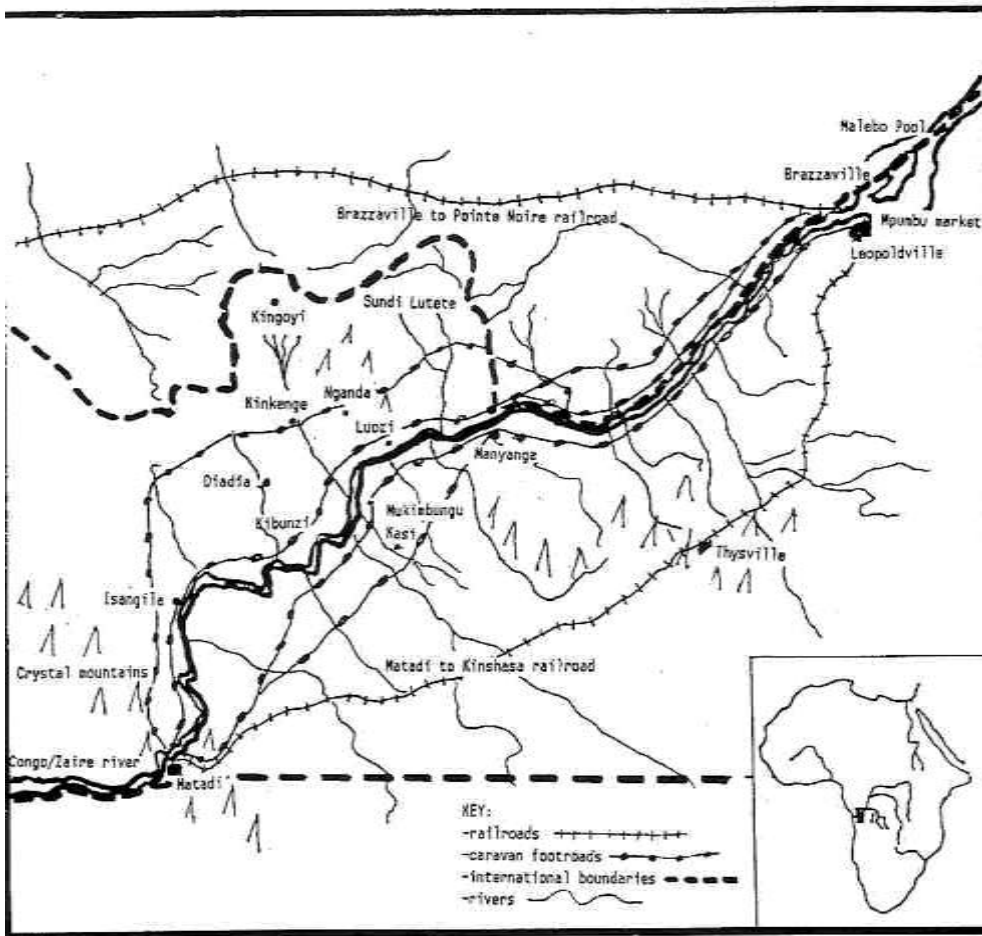 Malebo Pool
Brazzaville
Brazzaville to Pointe Noire railroad
Mpumbu market
Leopoldville
Sundi Lutete
Kingoyi
Nganda
Kinkenge
Luozi
Manyanga
Diadia
Mukimbungu
Kibunzi
Kasi
Thysville
Isangila
Matadi to Kinshasa railroad
Crystal mountains
Congo/Zaire river
Matadi
KEY:
-railroads
-caravan footroads
-international boundaries
-rivers